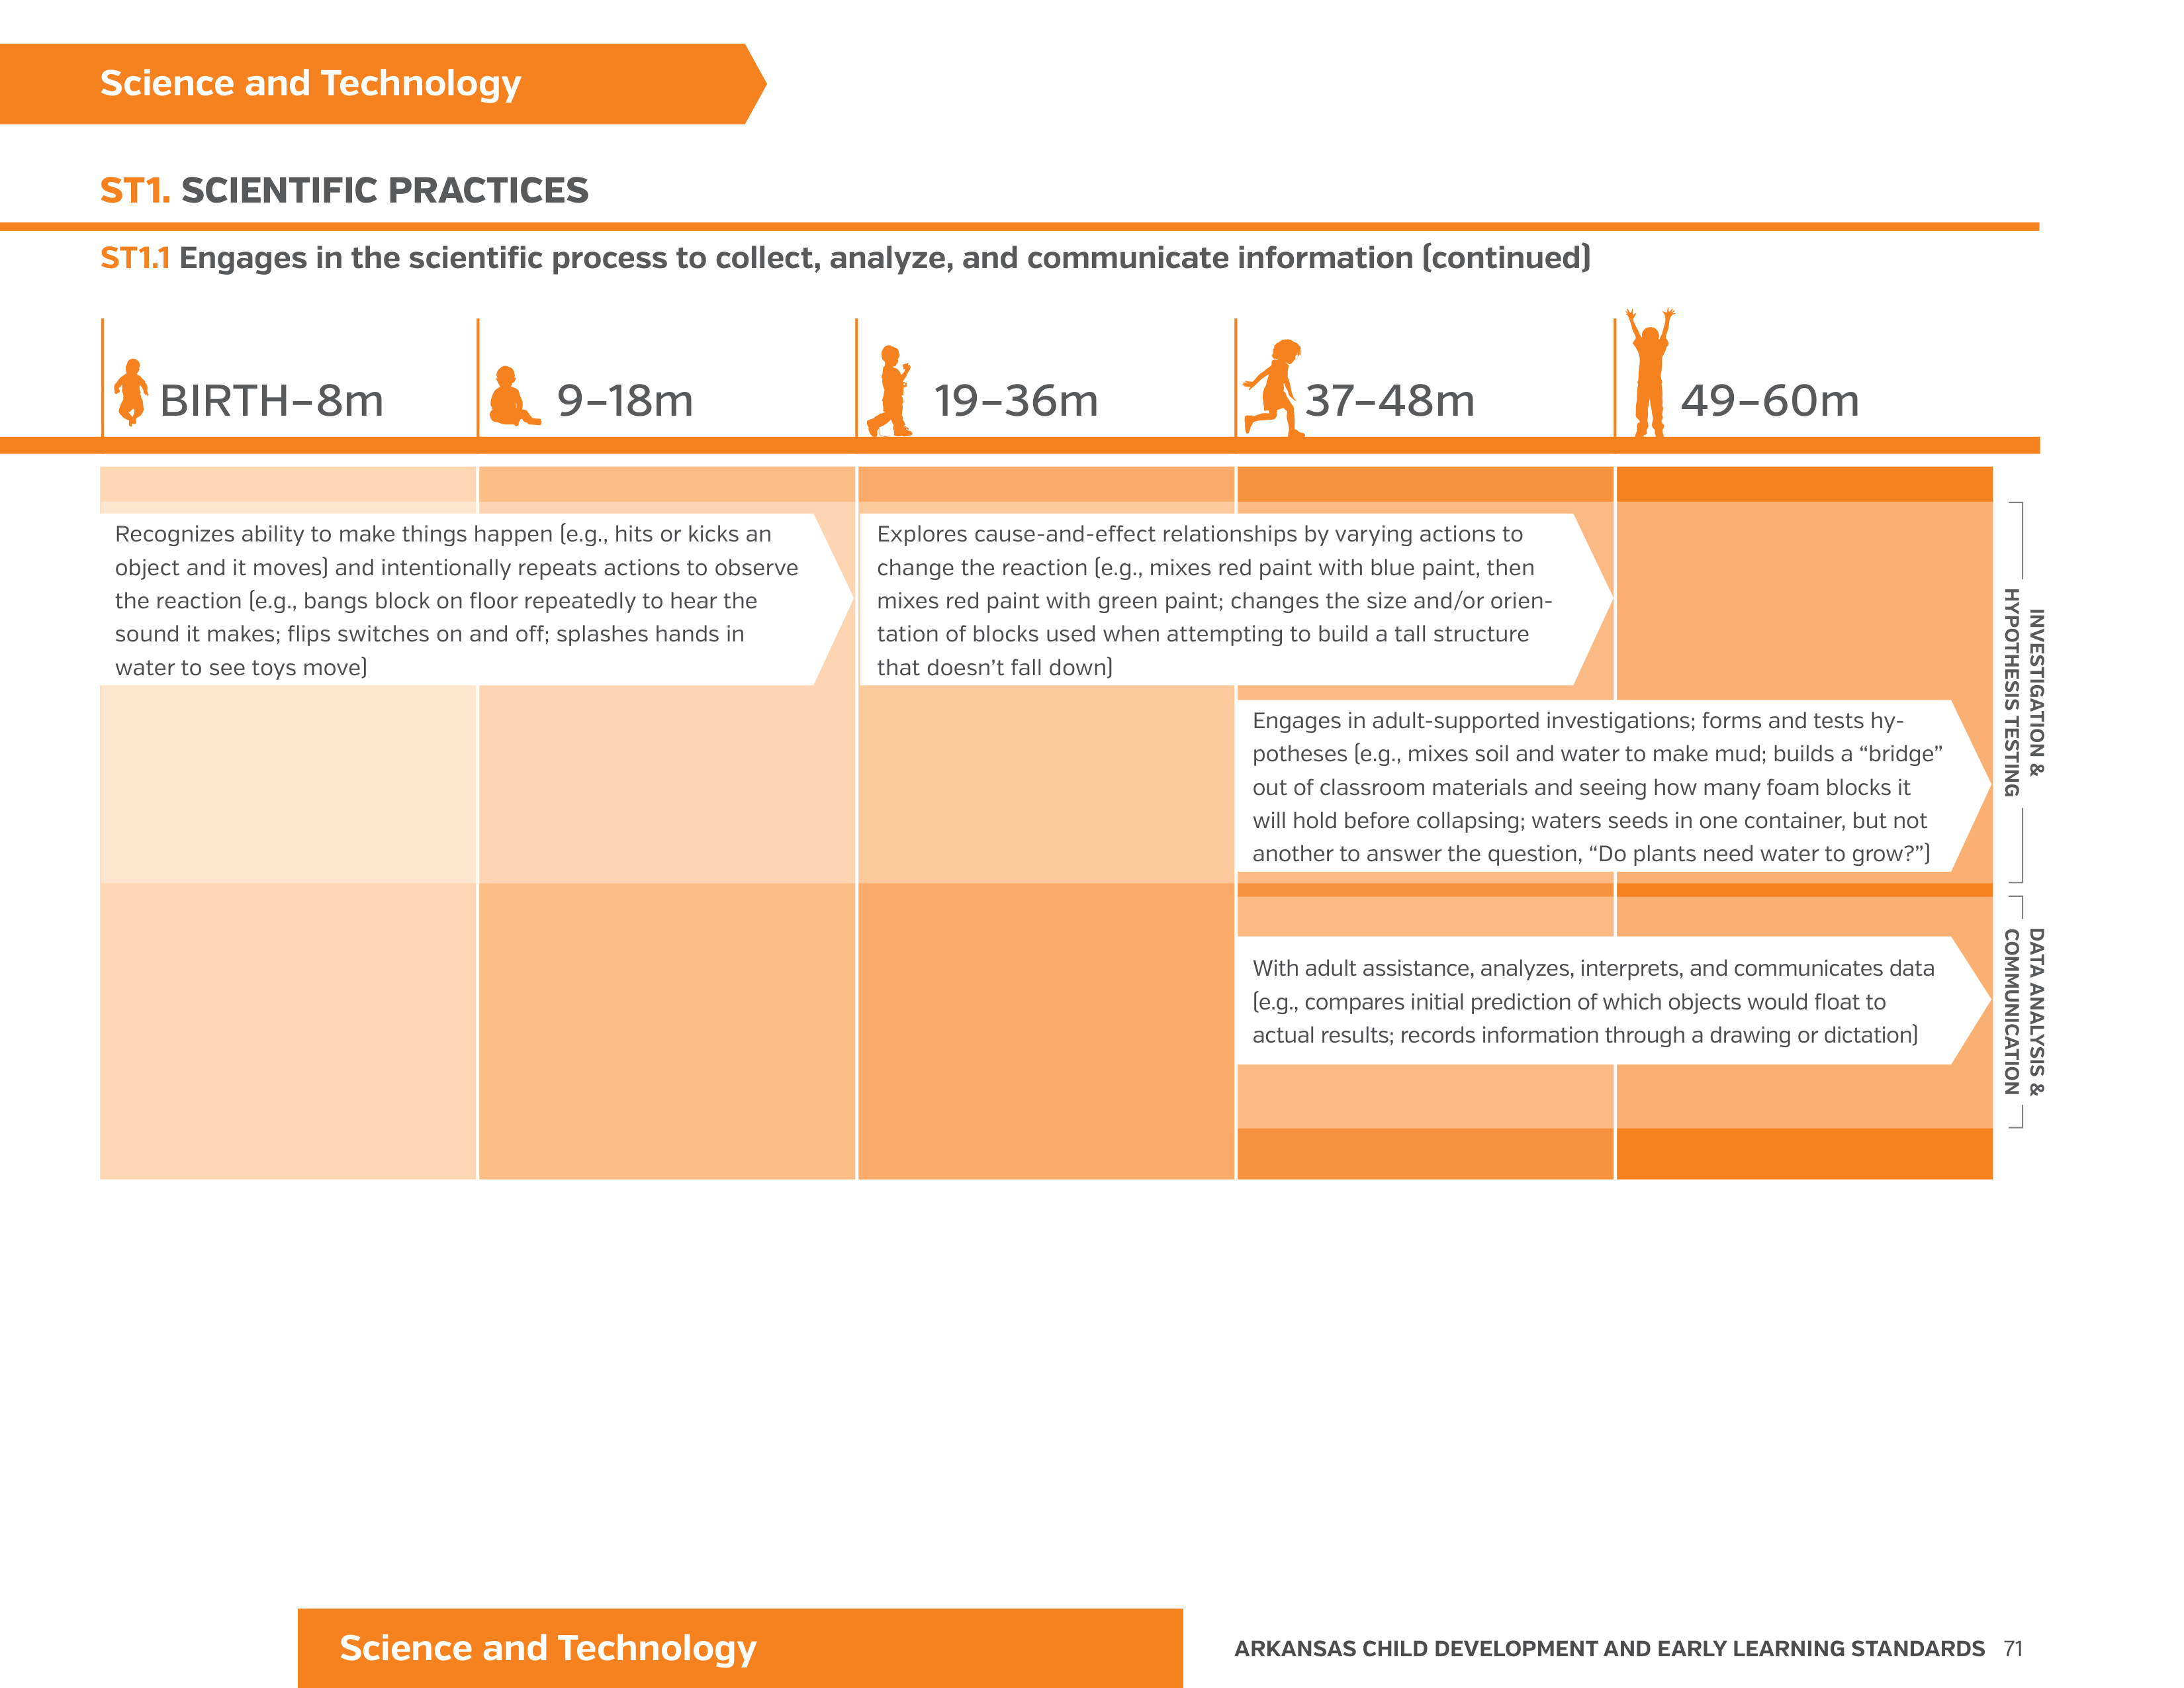 Science and Technology
ST1. SCIENTIFIC PRACTICES
ST1.1 Engages in the scientific process to collect, analyze, and communicate information (continued)
BIRTH–8m
9–18m
19–36m
37–48m
49–60m
Recognizes ability to make things happen (e.g., hits or kicks an
object and it moves) and intentionally repeats actions to observe
the reaction (e.g., bangs block on floor repeatedly to hear the
sound it makes; flips switches on and off; splashes hands in
water to see toys move)
Explores cause-and-effect relationships by varying actions to
change the reaction (e.g., mixes red paint with blue paint, then
mixes red paint with green paint; changes the size and/or orien-
tation of blocks used when attempting to build a tall structure
that doesn’t fall down)
Engages in adult-supported investigations; forms and tests hy-
potheses (e.g., mixes soil and water to make mud; builds a “bridge”
out of classroom materials and seeing how many foam blocks it
will hold before collapsing; waters seeds in one container, but not
another to answer the question, “Do plants need water to grow?”)
INVESTIGATION &
HYPOTHESIS TESTING
With adult assistance, analyzes, interprets, and communicates data
(e.g., compares initial prediction of which objects would float to
actual results; records information through a drawing or dictation)
DATA ANALYSIS &
COMMUNICATION
Science and Technology
ARKANSAS CHILD DEVELOPMENT AND EARLY LEARNING STANDARDS 71